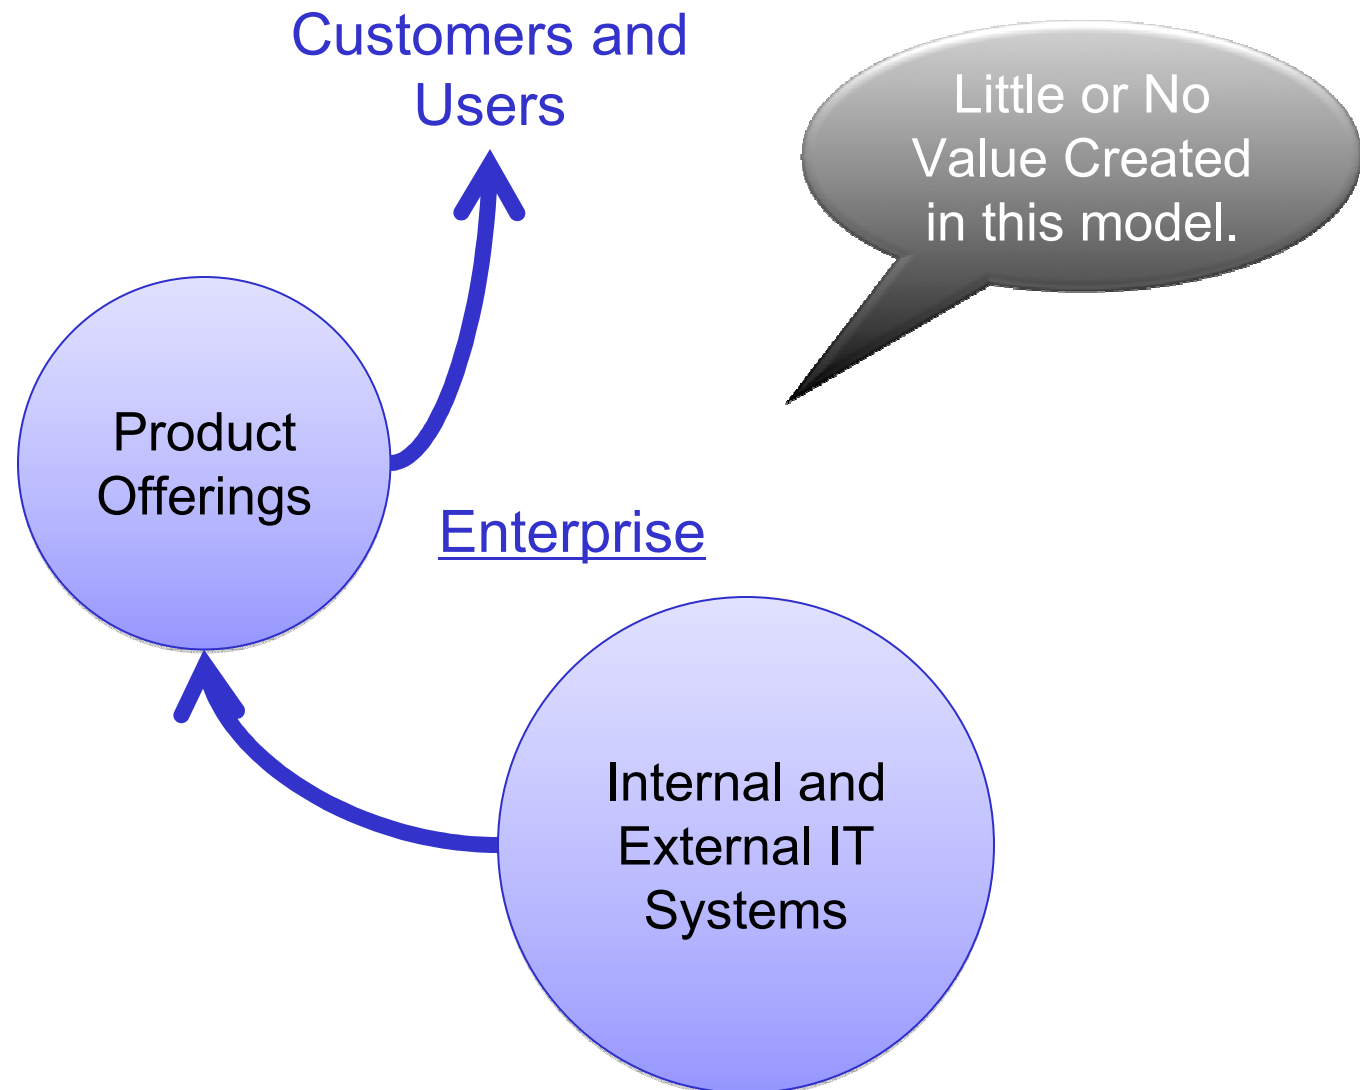 Customers and
Users
Little or No
Value Created
in this model.
Product
Offerings
Enterprise
Internal and
External IT
Systems